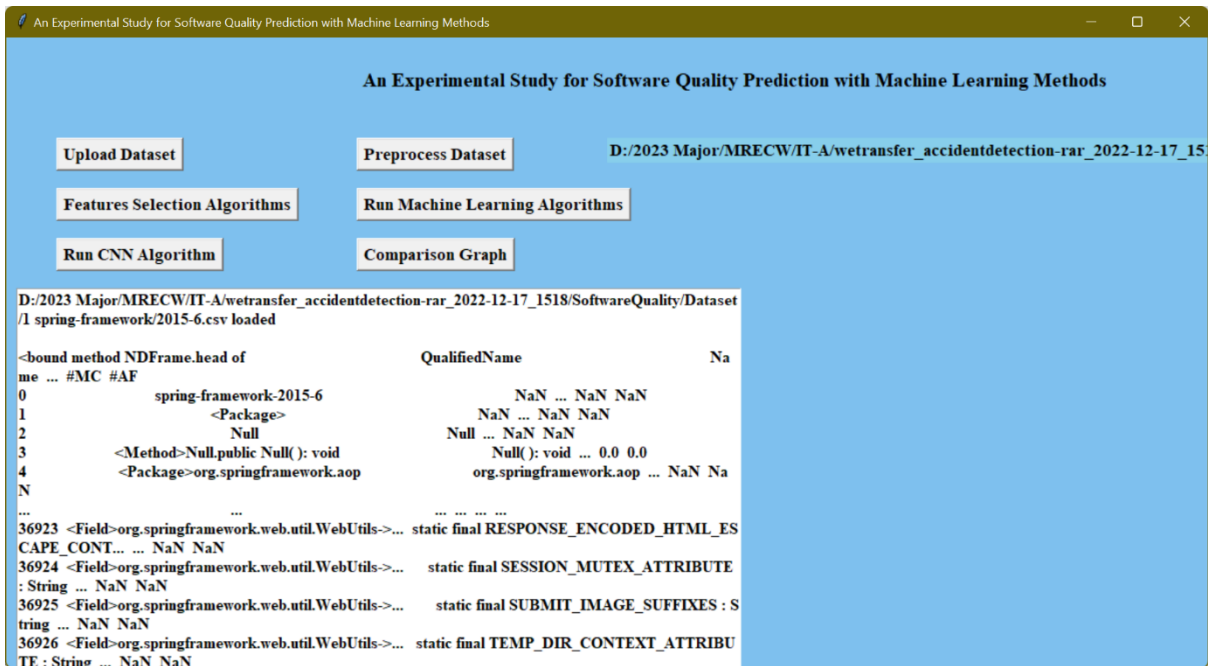 An Experimental Study for Software Quality Prediction with Machine Learning Methods
An Experimental Study for Software Quality Prediction with Machine Learning Methods
Upload Dataset
Preprocess Dataset
D:/2023 Major/MRECW/IT-A/wetransfer_accidentdetection-rar_2022-12-17_151
Features Selection Algorithms
Run Machine Learning Algorithms
Run CNN Algorithm
Comparison Graph
D:/2023 Major/MRECW/IT-A/wetransfer_accidentdetection-rar_2022-12-17_1518/SoftwareQuality/Dataset
/1 spring-framework/2015-6.csv loaded
<bound method NDFrame.head of QualifiedName Na
me ... #MC #AF
0 spring-framework-2015-6 NaN ... NaN NaN
1 <Package> NaN ... NaN NaN
2 Null Null ... NaN NaN
3 <Method>Null.public Null( ): void Null( ): void ... 0.0 0.0
4 <Package>org.springframework.aop org.springframework.aop ... NaN Na
N
... ... ... ... ... ...
36923 <Field>org.springframework.web.util.WebUtils->... static final RESPONSE_ENCODED_HTML_ES
CAPE_CONT... ... NaN NaN
36924 <Field>org.springframework.web.util.WebUtils->... static final SESSION_MUTEX_ATTRIBUTE
: String ... NaN NaN
36925 <Field>org.springframework.web.util.WebUtils->... static final SUBMIT_IMAGE_SUFFIXES : S
tring ... NaN NaN
36926 <Field>org.springframework.web.util.WebUtils->... static final TEMP_DIR_CONTEXT_ATTRIBU
TE : String ... NaN NaN